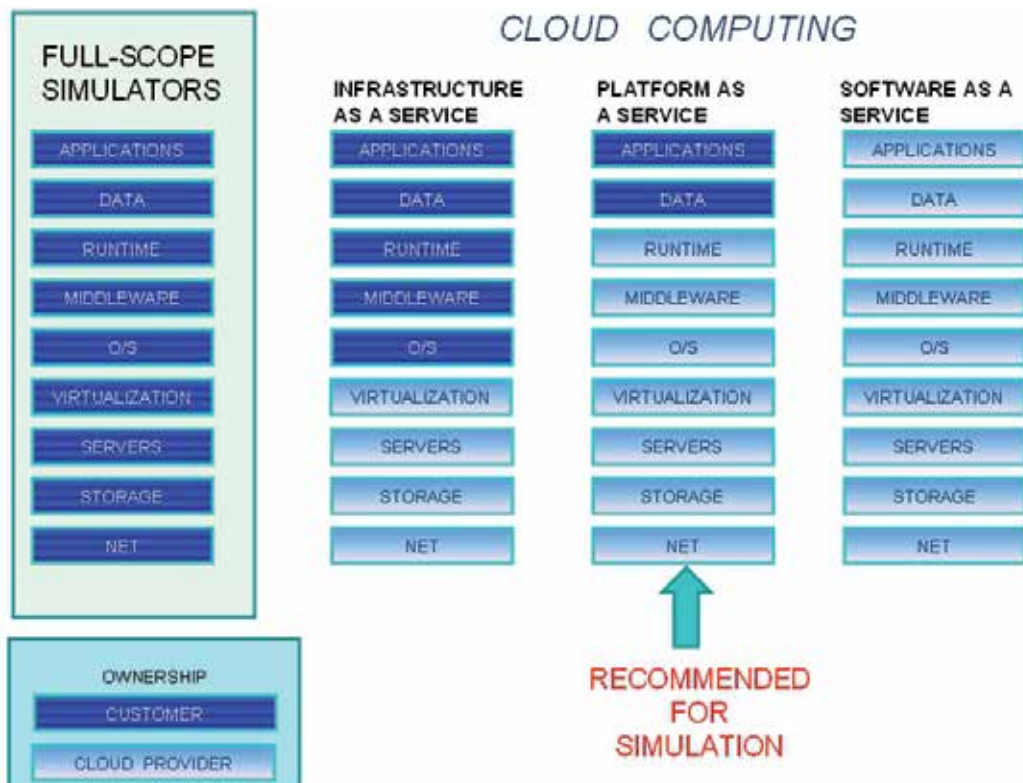 FULL-SCOPE
SIMULATORS
APPLICATIONS
DATA
RUNTIME
MIDDLEWARE
O/S
VIRTUALIZATION
SERVERS
STORAGE
NET
OWNERSHIP
CUSTOMER
CLOUD PROVIDER
CLOUD COMPUTING
INFRASTRUCTURE
AS A SERVICE
APPLICATIONS
DATA
RUNTIME
MIDDLEWARE
O/S
VIRTUALIZATION
SERVERS
STORAGE
NET
PLATFORM AS
A SERVICE
APPLICATIONS
DATA
RUNTIME
MIDDLEWARE
O/S
VIRTUALIZATION
SERVERS
STORAGE
NET
RECOMMENDED
FOR
SIMULATION
SOFTWARE AS A
SERVICE
APPLICATIONS
DATA
RUNTIME
MIDDLEWARE
O/S
VIRTUALIZATION
SERVERS
STORAGE
NET